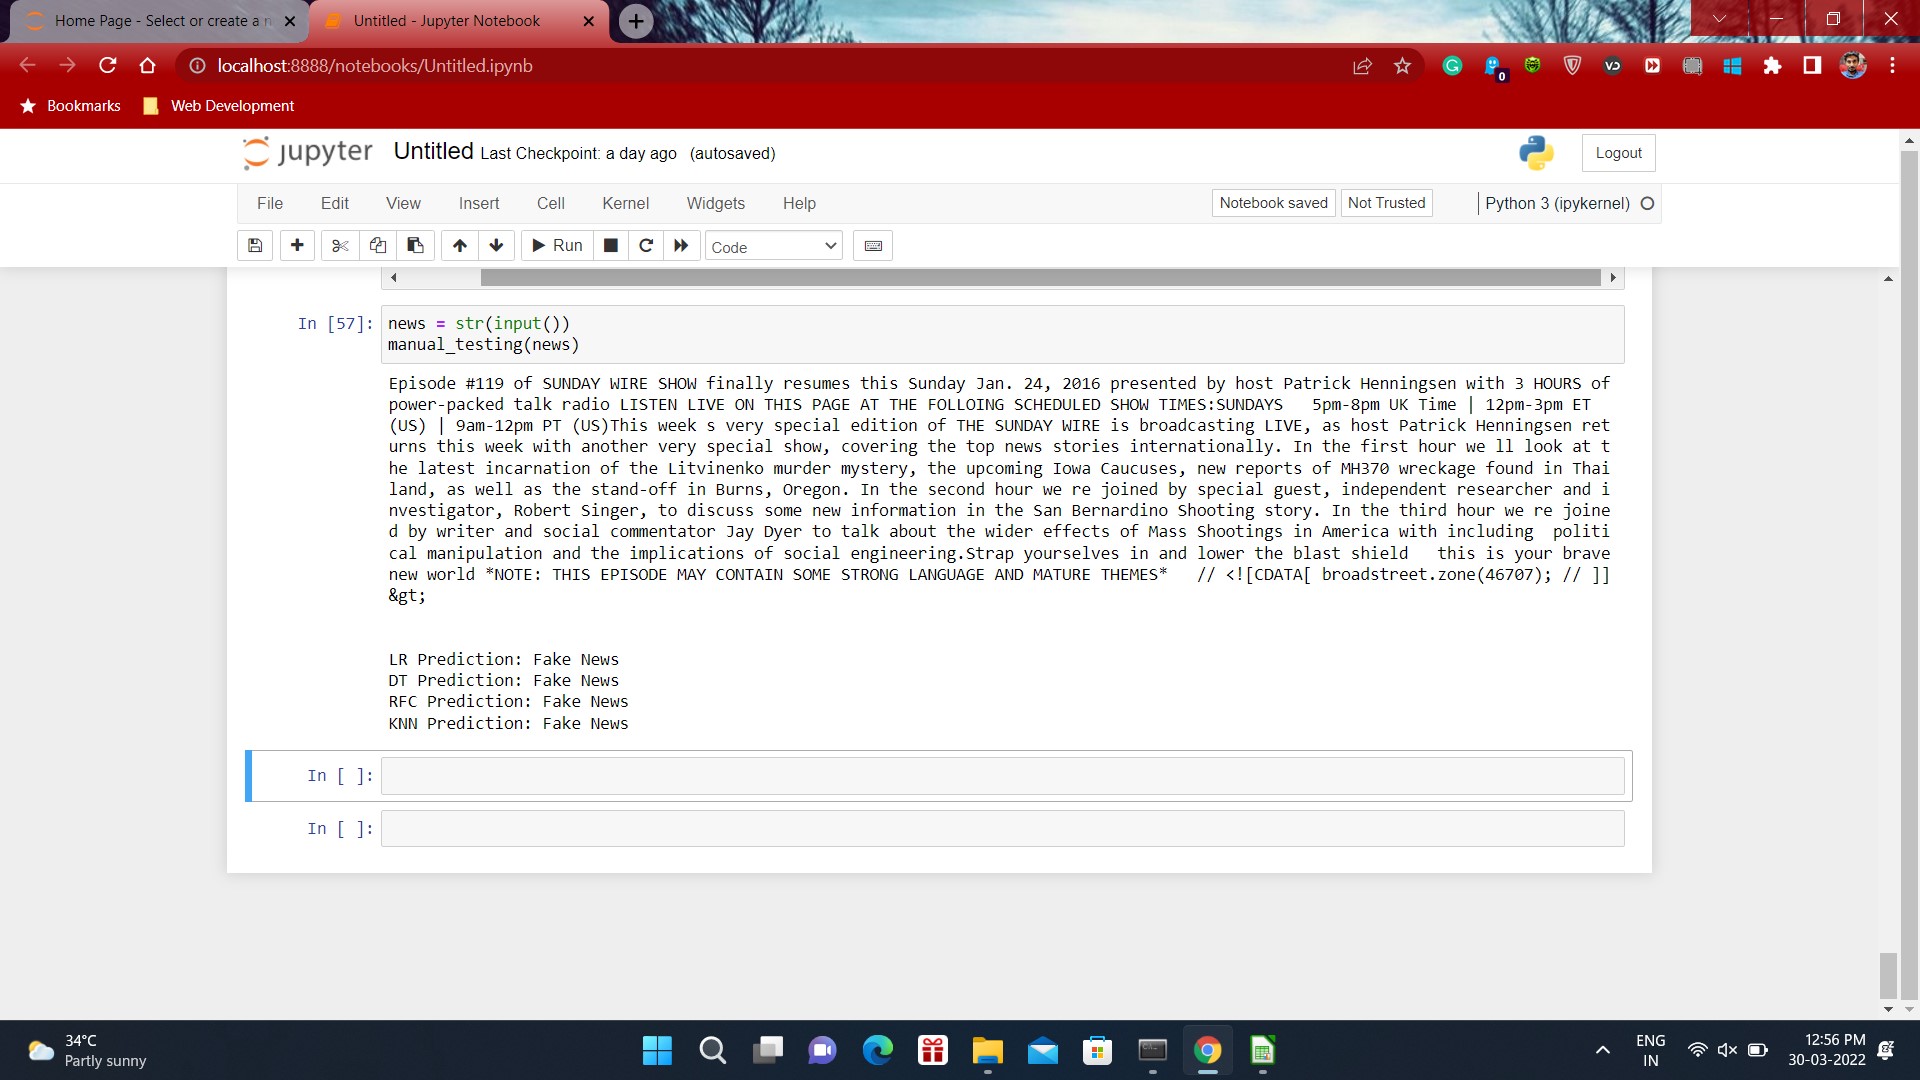 Home Page - Select or create a n
Untitled - Jupyter Notebook
localhost:8888/notebooks/Untitled.ipynb
0
VD
Bookmarks
Web Development
jupyter Untitled Last Checkpoint: a day ago (autosaved)
Logout
File Edit View Insert Cell Kernel Widgets Help
Notebook saved Not Trusted Python 3 (ipykernel)
Run Code
In [57]: news = str(input())
manual_testing(news)
Episode #119 of SUNDAY WIRE SHOW finally resumes this Sunday Jan. 24, 2016 presented by host Patrick Henningsen with 3 HOURS of
power-packed talk radio LISTEN LIVE ON THIS PAGE AT THE FOLLOING SCHEDULED SHOW TIMES:SUNDAYS   5pm-8pm UK Time | 12pm-3pm ET
(US) | 9am-12pm PT (US)This week s very special edition of THE SUNDAY WIRE is broadcasting LIVE, as host Patrick Henningsen ret
urns this week with another very special show, covering the top news stories internationally. In the first hour we ll look at t
he latest incarnation of the Litvinenko murder mystery, the upcoming Iowa Caucuses, new reports of MH370 wreckage found in Thai
land, as well as the stand-off in Burns, Oregon. In the second hour we re joined by special guest, independent researcher and i
nvestigator, Robert Singer, to discuss some new information in the San Bernardino Shooting story. In the third hour we re joine
d by writer and social commentator Jay Dyer to talk about the wider effects of Mass Shootings in America with including  politi
cal manipulation and the implications of social engineering.Strap yourselves in and lower the blast shield   this is your brave
new world *NOTE: THIS EPISODE MAY CONTAIN SOME STRONG LANGUAGE AND MATURE THEMES*   // <![CDATA[ broadstreet.zone(46707); // ]]
&gt;
LR Prediction: Fake News
DT Prediction: Fake News
RFC Prediction: Fake News
KNN Prediction: Fake News
In [ ]:
In [ ]:
34°C
Partly sunny
ENG
IN
12:56 PM
30-03-2022